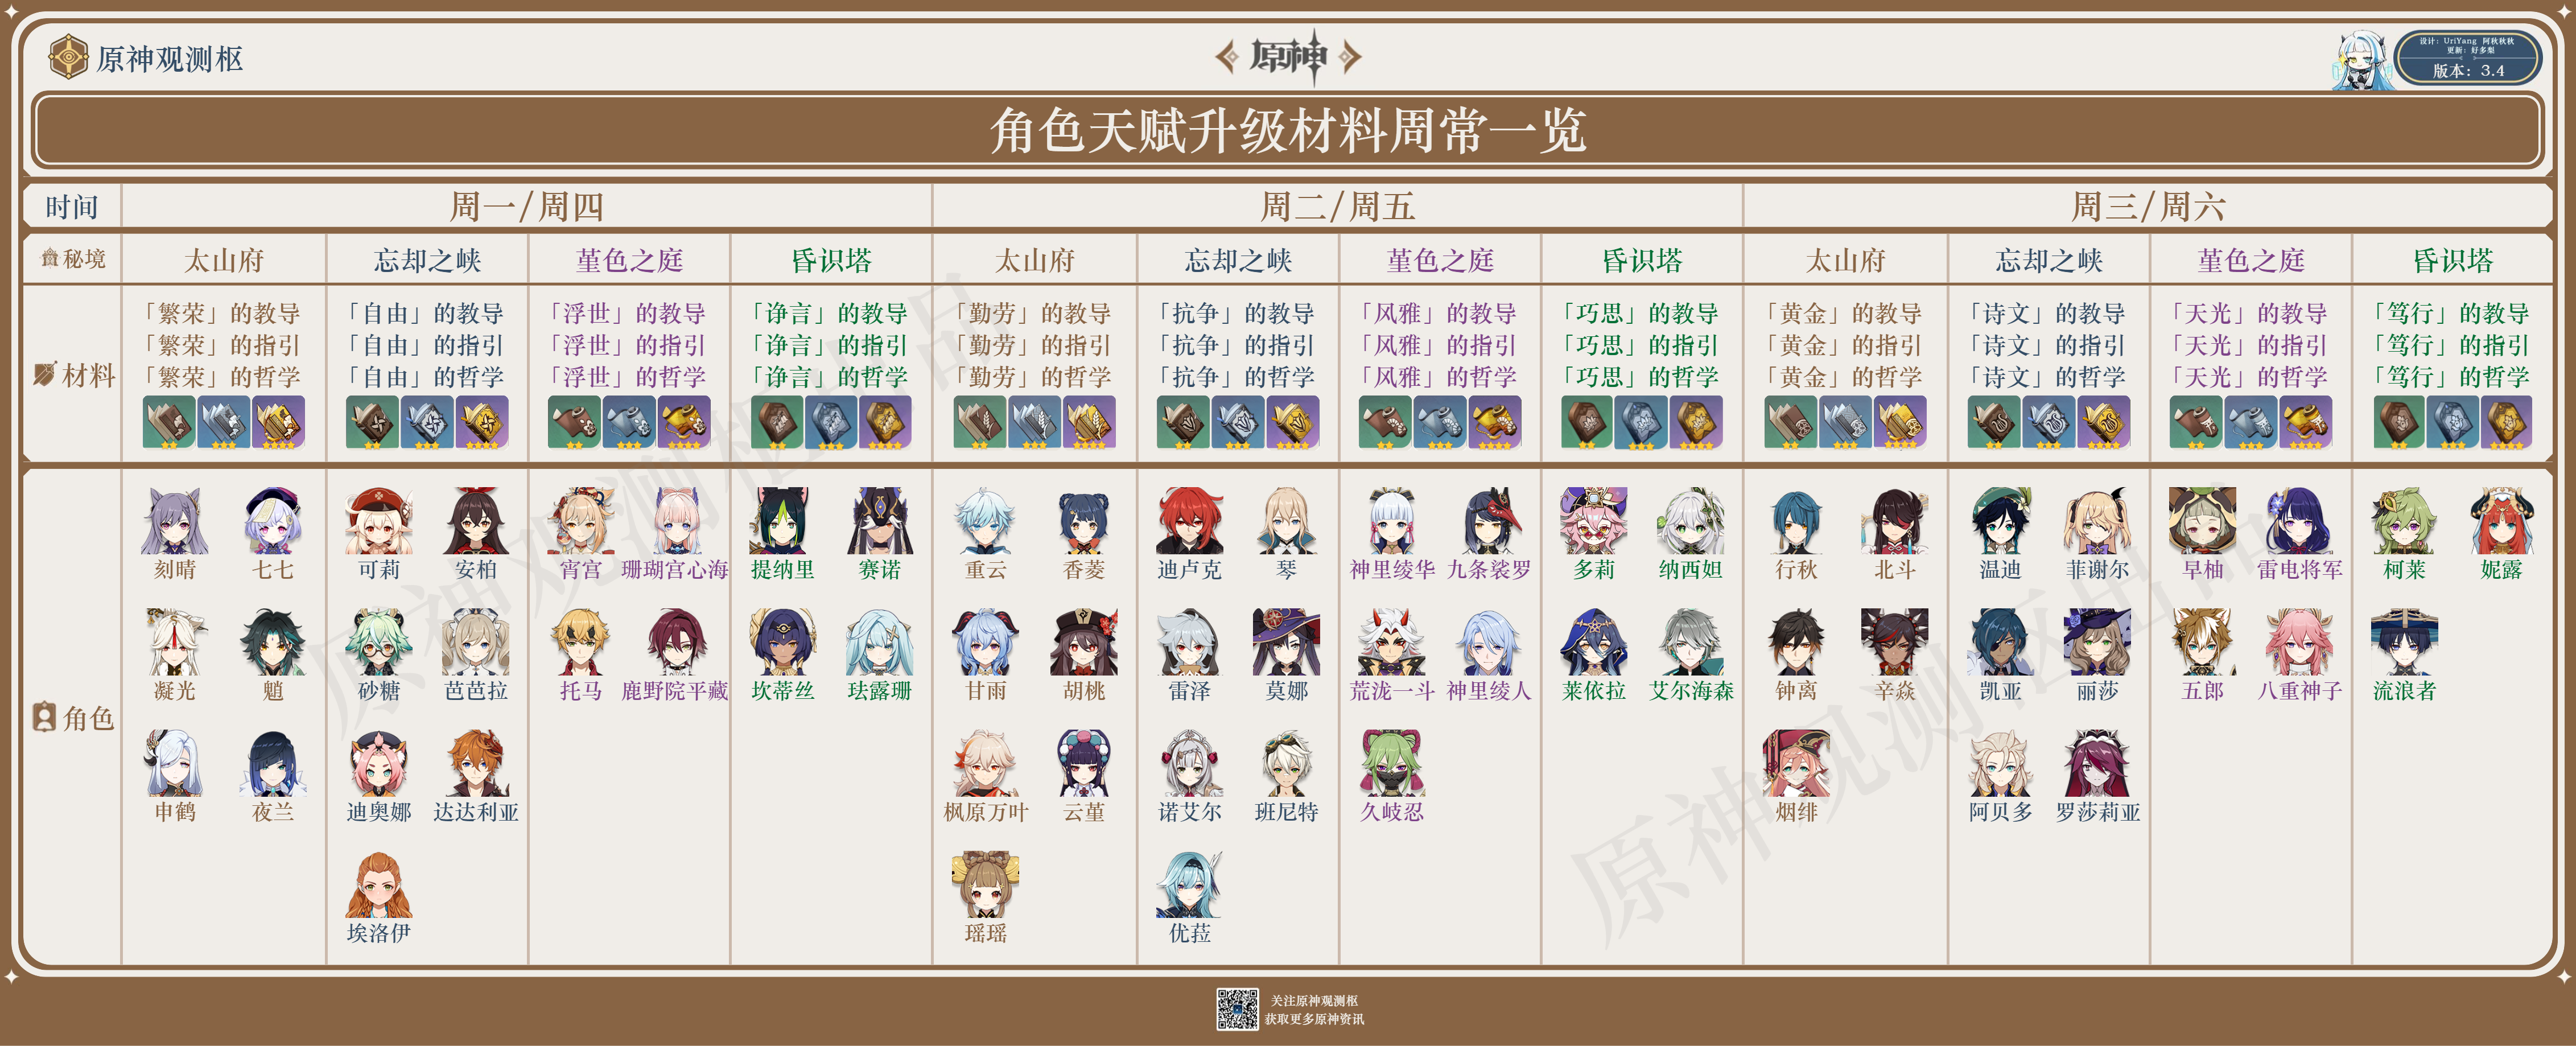 原神观测枢
原神
设计：UriYang 阿秋秋秋
更新：好多梨
版本：3.4
角色天赋升级材料周常一览
时间 周一/周四 周二/周五 周三/周六
秘境 太山府 忘却之峡 堇色之庭 昏识塔 太山府 忘却之峡 堇色之庭 昏识塔 太山府 忘却之峡 堇色之庭 昏识塔
材料
「繁荣」的教导 「自由」的教导 「浮世」的教导 「诤言」的教导 「勤劳」的教导 「抗争」的教导 「风雅」的教导 「巧思」的教导 「黄金」的教导 「诗文」的教导 「天光」的教导 「笃行」的教导
「繁荣」的指引 「自由」的指引 「浮世」的指引 「诤言」的指引 「勤劳」的指引 「抗争」的指引 「风雅」的指引 「巧思」的指引 「黄金」的指引 「诗文」的指引 「天光」的指引 「笃行」的指引
「繁荣」的哲学 「自由」的哲学 「浮世」的哲学 「诤言」的哲学 「勤劳」的哲学 「抗争」的哲学 「风雅」的哲学 「巧思」的哲学 「黄金」的哲学 「诗文」的哲学 「天光」的哲学 「笃行」的哲学
角色
刻晴 七七 可莉 安柏 宵宫 珊瑚宫心海 提纳里 赛诺 重云 香菱 迪卢克 琴 神里绫华 九条裟罗 多莉 纳西妲 行秋 北斗 温迪 菲谢尔 早柚 雷电将军 柯莱 妮露
凝光 魈 砂糖 芭芭拉 托马 鹿野院平藏 坎蒂丝 珐露珊 甘雨 胡桃 雷泽 莫娜 荒泷一斗 神里绫人 莱依拉 艾尔海森 钟离 辛焱 凯亚 丽莎 五郎 八重神子 流浪者
申鹤 夜兰 迪奥娜 达达利亚 枫原万叶 云堇 诺艾尔 班尼特 久岐忍 烟绯 阿贝多 罗莎莉亚
埃洛伊 瑶瑶 优菈
关注原神观测枢
获取更多原神资讯